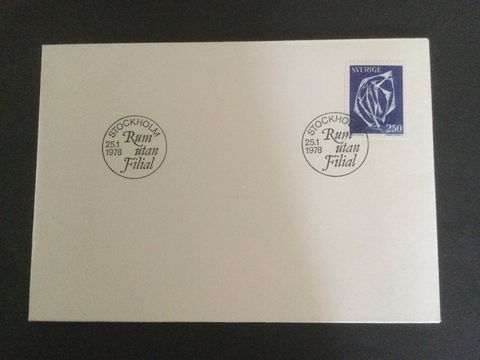 SVERIGE
250
STOCKHOLM
25.1
1978
Rum
utan
Filial
STOCKHOLM
25.1
1978
Rum
utan
Filial